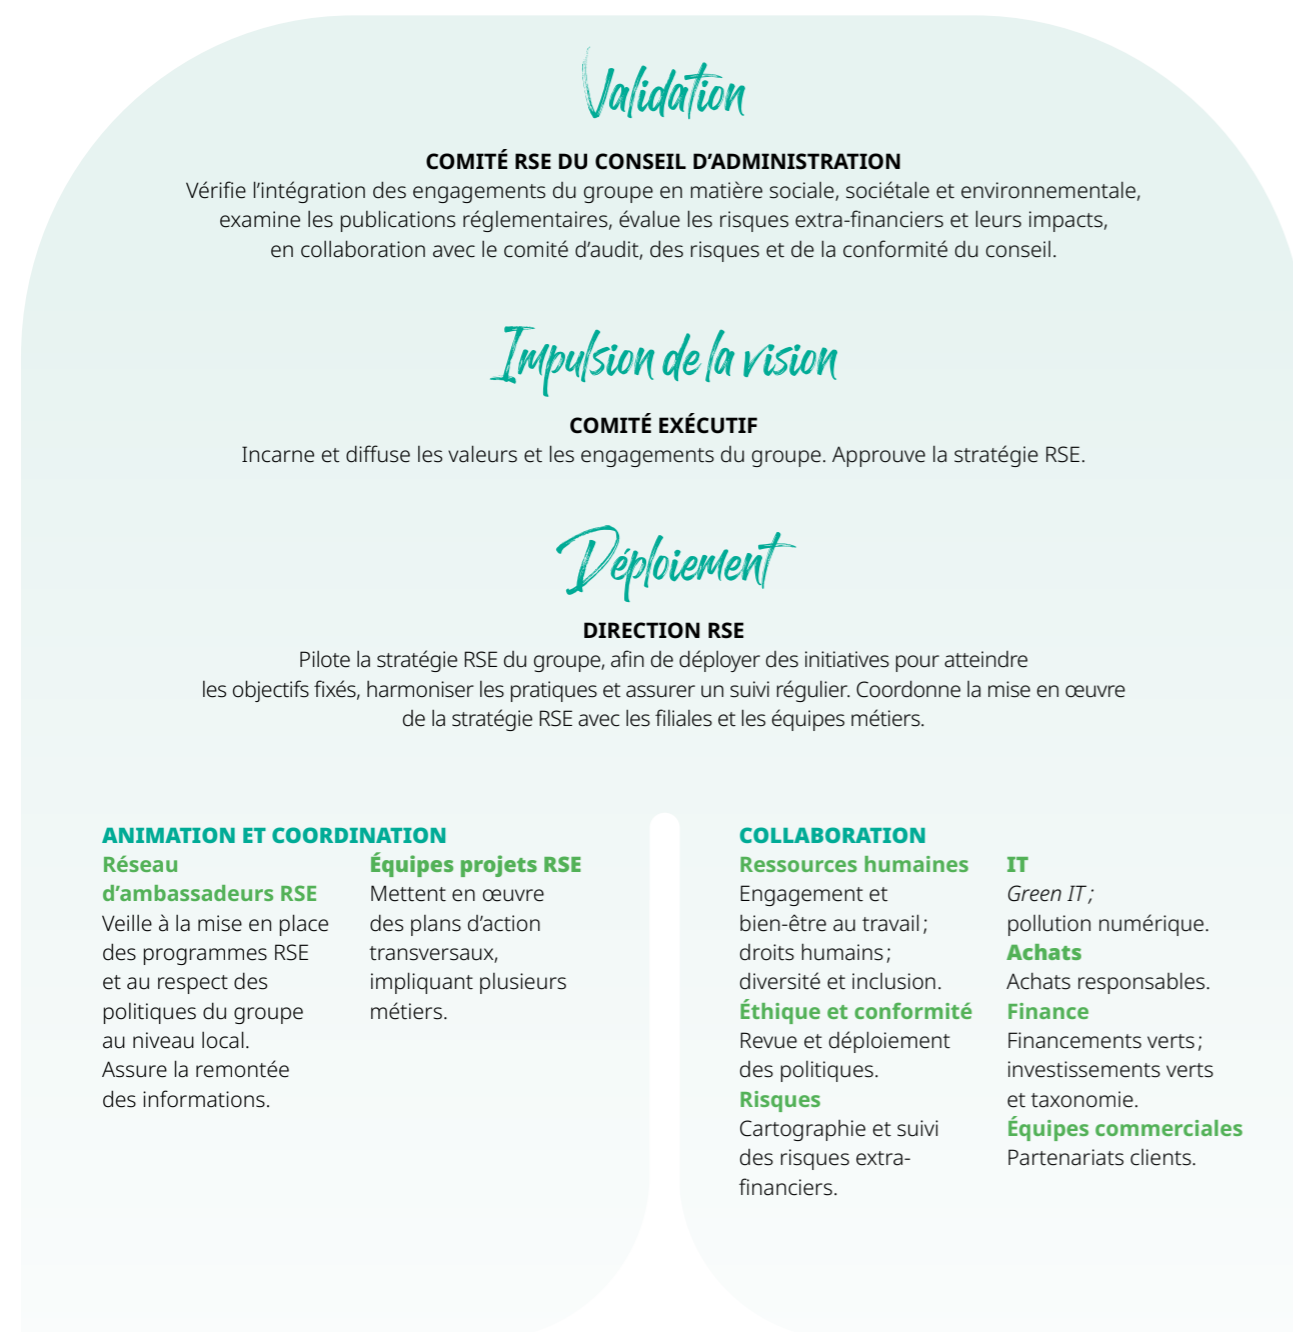 Validation
COMITÉ RSE DU CONSEIL D’ADMINISTRATION
Vérifie l’intégration des engagements du groupe en matière sociale, sociétale et environnementale,
examine les publications réglementaires, évalue les risques extra-financiers et leurs impacts,
en collaboration avec le comité d’audit, des risques et de la conformité du conseil.
Impulsion de la vision
COMITÉ EXÉCUTIF
Incarne et diffuse les valeurs et les engagements du groupe. Approuve la stratégie RSE.
Déploiement
DIRECTION RSE
Pilote la stratégie RSE du groupe, afin de déployer des initiatives pour atteindre
les objectifs fixés, harmoniser les pratiques et assurer un suivi régulier. Coordonne la mise en œuvre
de la stratégie RSE avec les filiales et les équipes métiers.
ANIMATION ET COORDINATION
Réseau
d’ambassadeurs RSE
Veille à la mise en place
des programmes RSE
et au respect des
politiques du groupe
au niveau local.
Assure la remontée
des informations.
Équipes projets RSE
Mettent en œuvre
des plans d’action
transversaux,
impliquant plusieurs
métiers.
COLLABORATION
Ressources humaines
Engagement et
bien-être au travail ;
droits humains ;
diversité et inclusion.
Éthique et conformité
Revue et déploiement
des politiques.
Risques
Cartographie et suivi
des risques extra-
financiers.
IT
Green IT ;
pollution numérique.
Achats
Achats responsables.
Finance
Financements verts ;
investissements verts
et taxonomie.
Équipes commerciales
Partenariats clients.